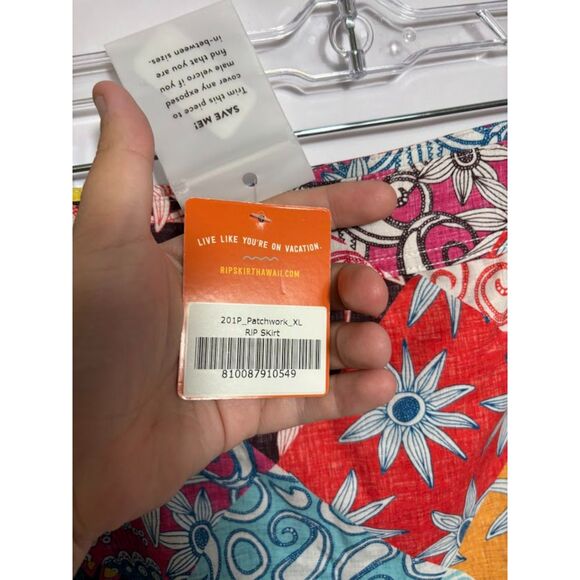 SAVE ME!
Trim this piece to
cover any exposed
male velcro if you
find that you are
in-between sizes.
LIVE LIKE YOU'RE ON VACATION.
RIPSKIRTHAWAII.COM
201P_Patchwork_XL
RIP SKirt
810087910549